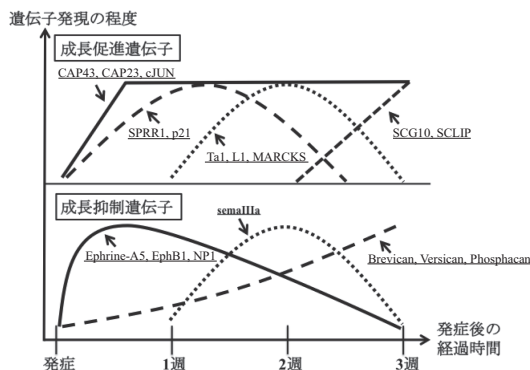 遺伝子発現の程度
成長促進遺伝子
CAP43, CAP23, cJUN
SPRR1, p21
SCG10, SCLIP
Ta1, L1, MARCKS
成長抑制遺伝子
semaIIIa
Ephrine-A5, EphB1, NP1
Brevican, Versican, Phosphacan
発症後の
経過時間
発症 1週 2週 3週